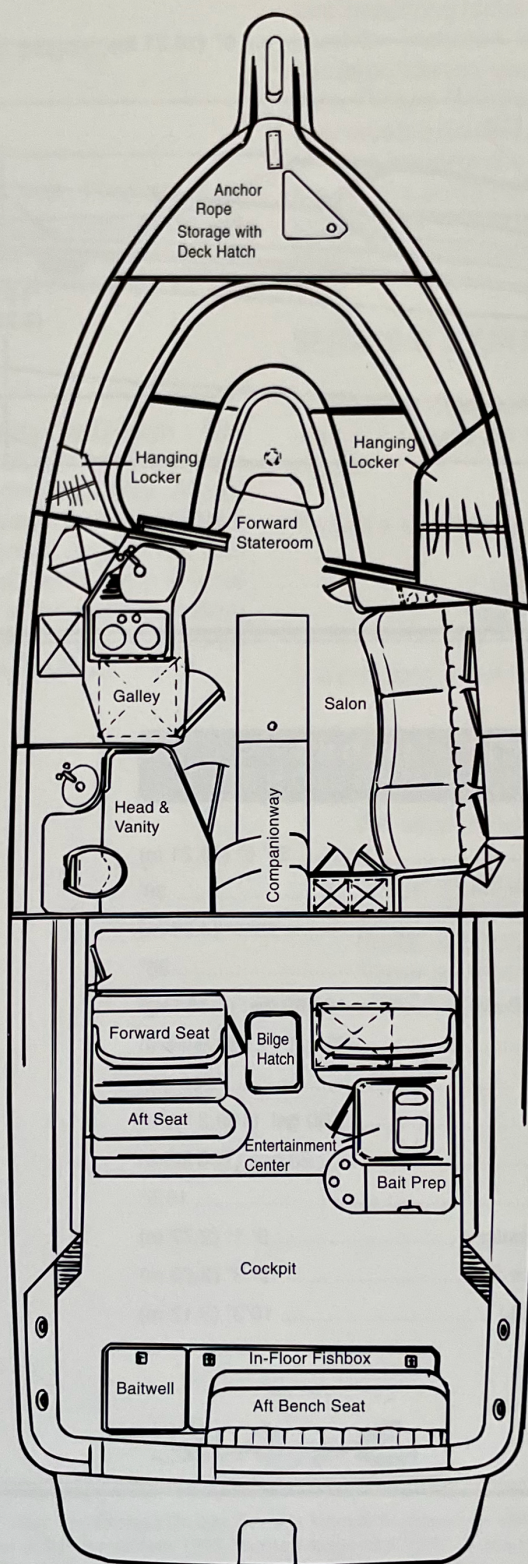 Anchor
Rope
Storage with
Deck Hatch
Hanging
Locker
Hanging
Locker
Forward
Stateroom
Galley
Salon
Head &
Vanity
Companionway
Forward Seat
Bilge
Hatch
Aft Seat
Entertainment
Center
Bait Prep
Cockpit
In-Floor Fishbox
Baitwell
Aft Bench Seat